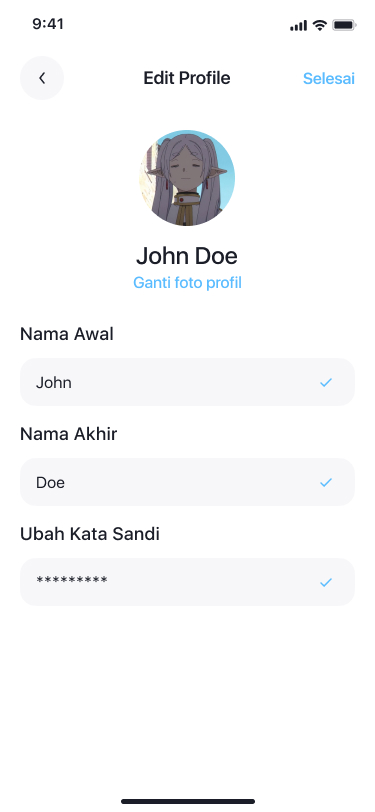 9:41
Edit Profile
Selesai
John Doe
Ganti foto profil
Nama Awal
John
Nama Akhir
Doe
Ubah Kata Sandi
*********